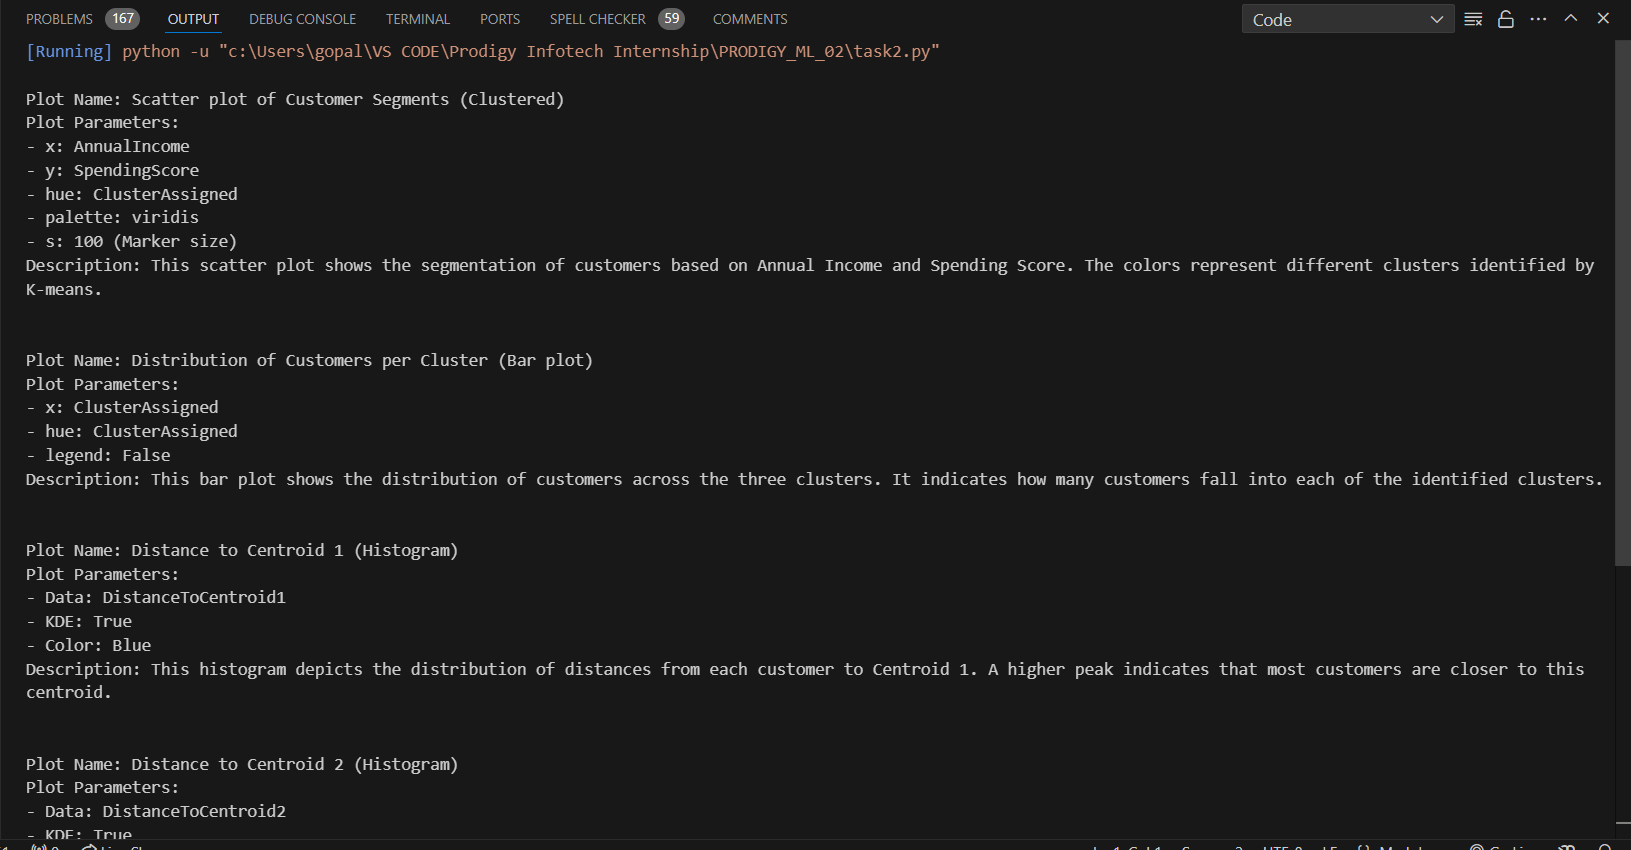 PROBLEMS 167 OUTPUT DEBUG CONSOLE TERMINAL PORTS SPELL CHECKER 59 COMMENTS Code
[Running] python -u "c:\Users\gopal\VS CODE\Prodigy Infotech Internship\PRODIGY_ML_02\task2.py"
Plot Name: Scatter plot of Customer Segments (Clustered)
Plot Parameters:
- x: AnnualIncome
- y: SpendingScore
- hue: ClusterAssigned
- palette: viridis
- s: 100 (Marker size)
Description: This scatter plot shows the segmentation of customers based on Annual Income and Spending Score. The colors represent different clusters identified by
K-means.
Plot Name: Distribution of Customers per Cluster (Bar plot)
Plot Parameters:
- x: ClusterAssigned
- hue: ClusterAssigned
- legend: False
Description: This bar plot shows the distribution of customers across the three clusters. It indicates how many customers fall into each of the identified clusters.
Plot Name: Distance to Centroid 1 (Histogram)
Plot Parameters:
- Data: DistanceToCentroid1
- KDE: True
- Color: Blue
Description: This histogram depicts the distribution of distances from each customer to Centroid 1. A higher peak indicates that most customers are closer to this
centroid.
Plot Name: Distance to Centroid 2 (Histogram)
Plot Parameters:
- Data: DistanceToCentroid2
- KDE: True